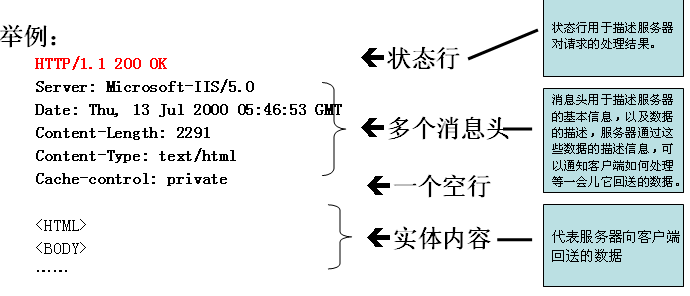 举例：
HTTP/1.1 200 OK
Server: Microsoft-IIS/5.0
Date: Thu, 13 Jul 2000 05:46:53 GMT
Content-Length: 2291
Content-Type: text/html
Cache-control: private
<HTML>
<BODY>
……
状态行
多个消息头
一个空行
实体内容
状态行用于描述服务器
对请求的处理结果。
消息头用于描述服务器
的基本信息，以及数据
的描述，服务器通过这
些数据的描述信息，可
以通知客户端如何处理
等一会儿它回送的数据。
代表服务器向客户端
回送的数据